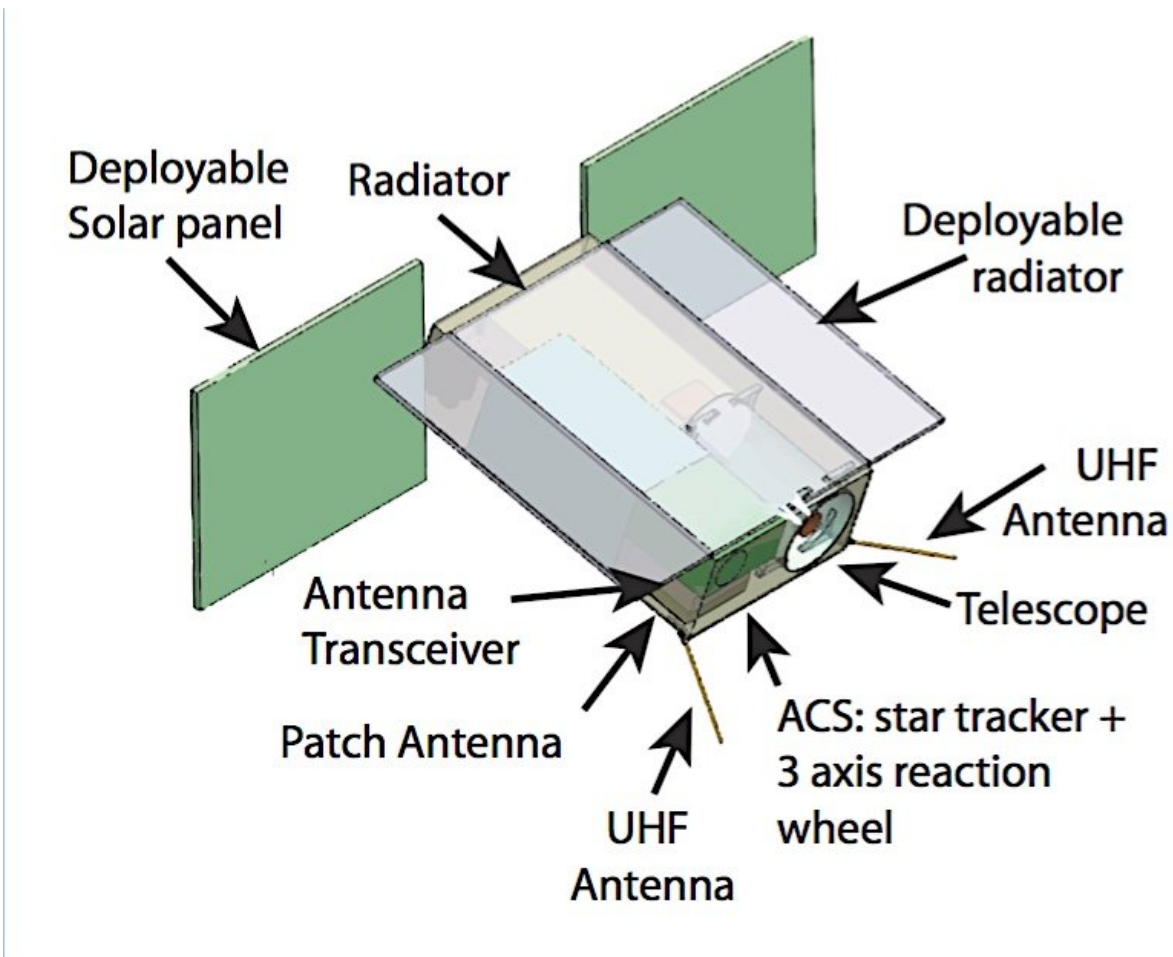 Deployable
Solar panel
Radiator
Deployable
radiator
UHF
Antenna
Telescope
Antenna
Transceiver
Patch Antenna
ACS: star tracker +
3 axis reaction
wheel
UHF
Antenna